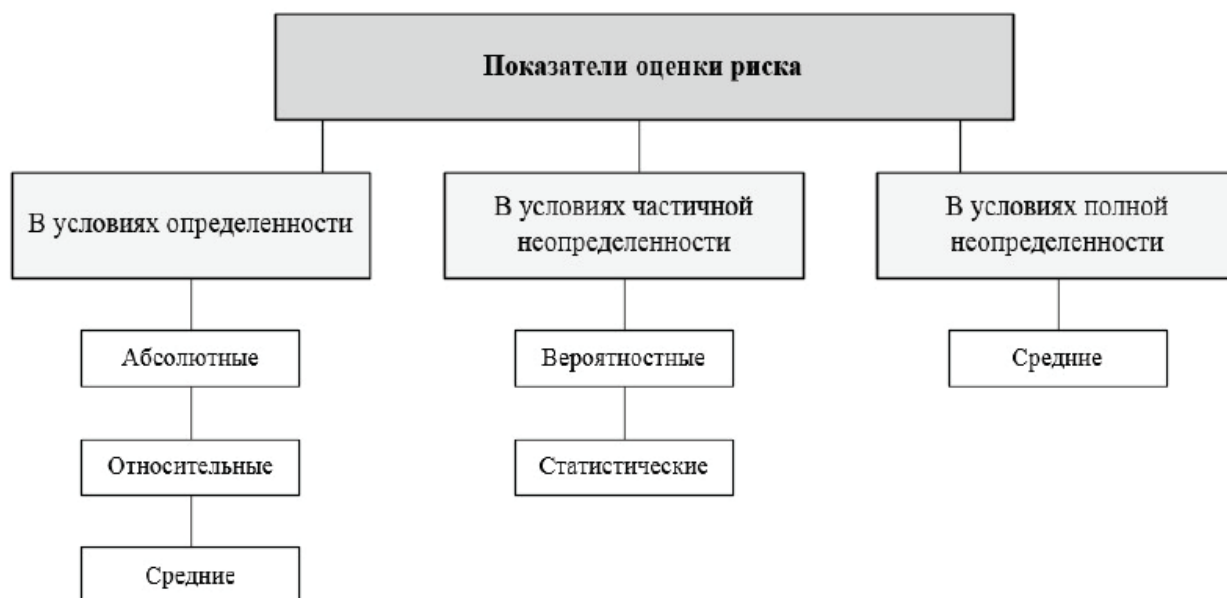 Показатели оценки риска
В условиях определенности
В условиях частичной
неопределенности
В условиях полной
неопределенности
Абсолютные
Вероятностные
Средние
Относительные
Статистические
Средние